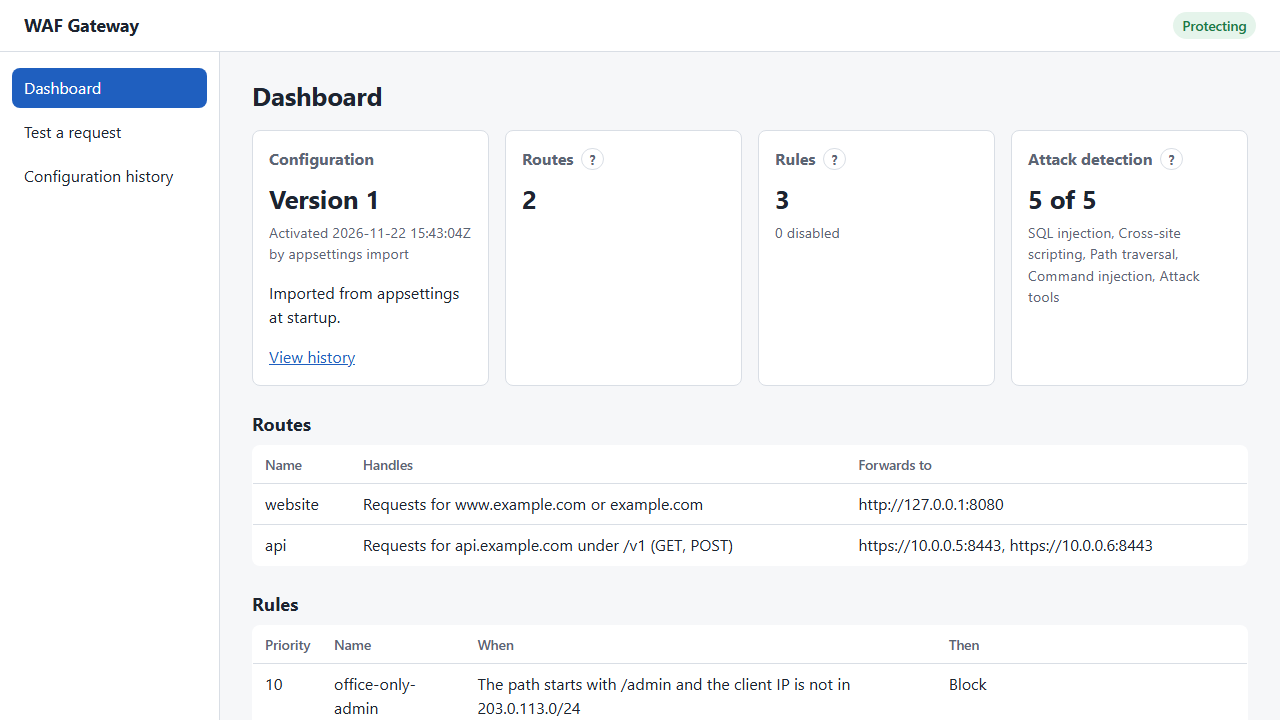 WAF Gateway
Protecting
Dashboard
Test a request
Configuration history
Dashboard
Configuration
Version 1
Activated 2026-11-22 15:43:04Z
by appsettings import
Imported from appsettings
at startup.
View history
Routes ?
2
Rules ?
3
0 disabled
Attack detection ?
5 of 5
SQL injection, Cross-site
scripting, Path traversal,
Command injection, Attack
tools
Routes
Name Handles Forwards to
website Requests for www.example.com or example.com http://127.0.0.1:8080
api Requests for api.example.com under /v1 (GET, POST) https://10.0.0.5:8443, https://10.0.0.6:8443
Rules
Priority Name When Then
10 office-only-admin The path starts with /admin and the client IP is not in Block
203.0.113.0/24